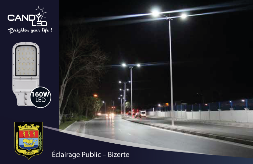 CANDY
LED
Brighten your life !
160W
LED
Eclairage Public - Bizerte